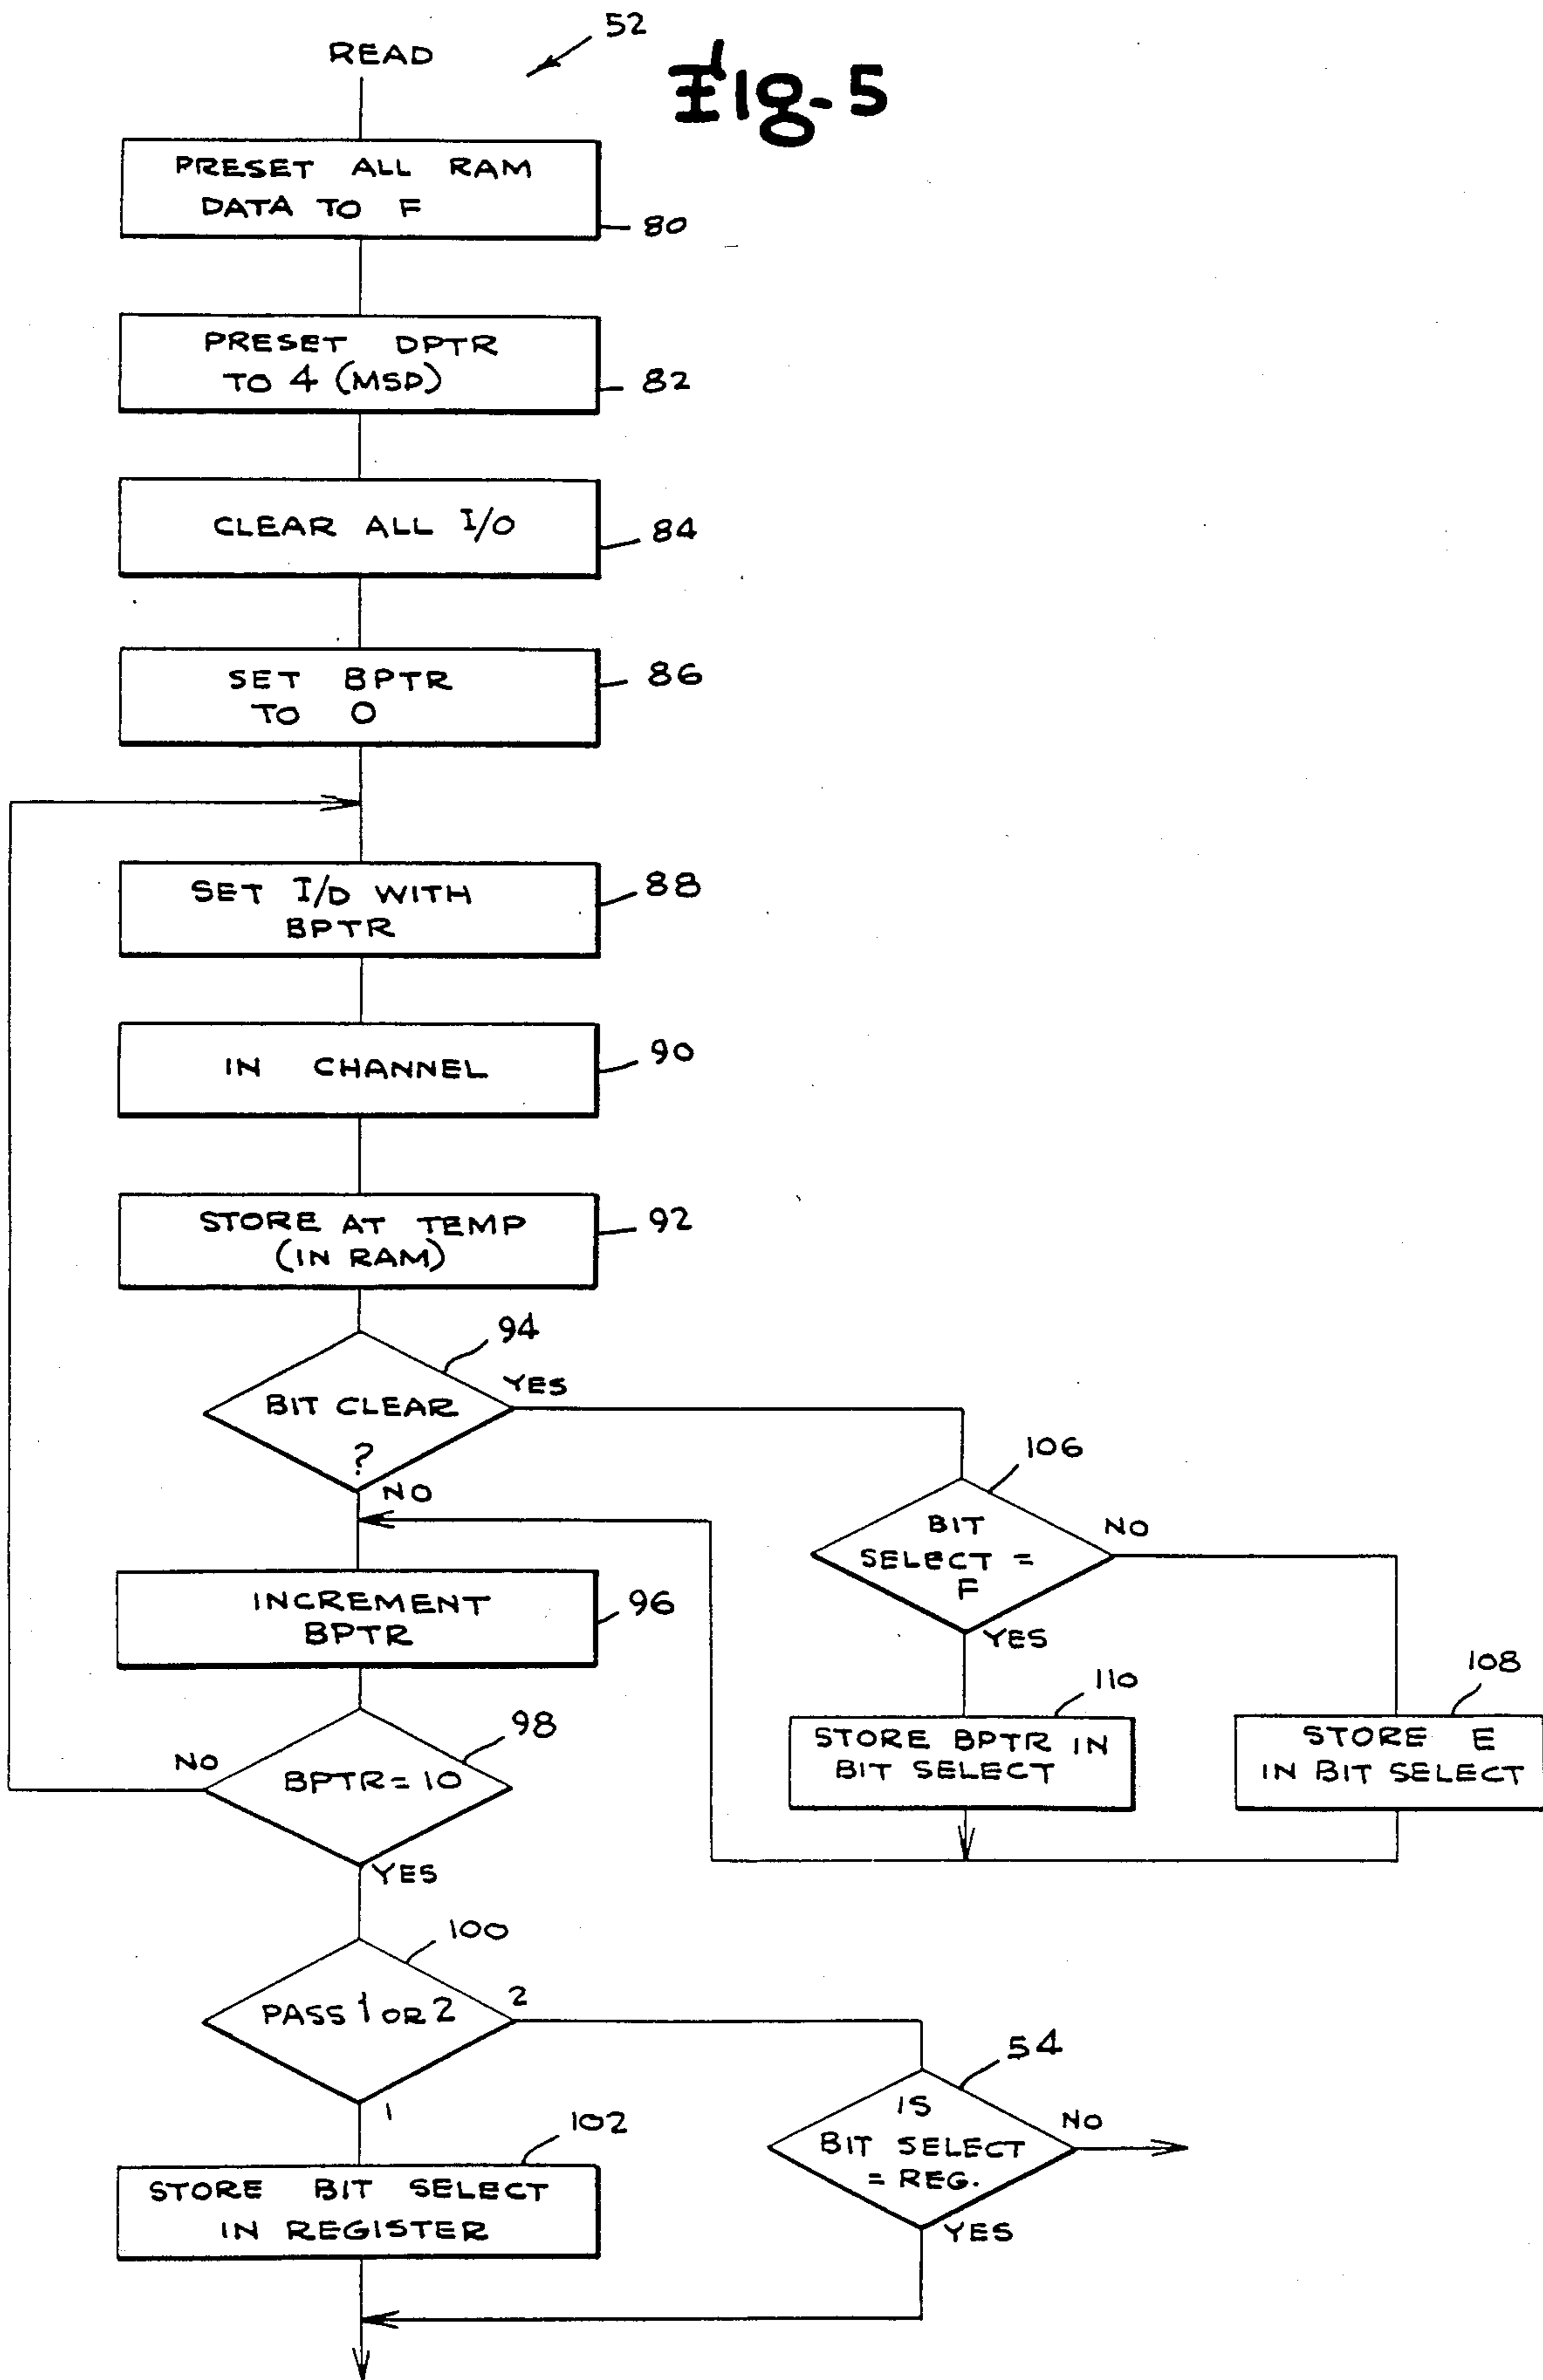 READ
52
Fig-5
PRESET ALL RAM
DATA TO F
80
PRESET DPTR
TO 4 (MSD)
82
CLEAR ALL I/O
84
SET BPTR
TO 0
86
SET I/D WITH
BPTR
88
IN CHANNEL
90
STORE AT TEMP
(IN RAM)
92
94
BIT CLEAR
?
YES
NO
106
BIT
SELECT =
F
NO
YES
INCREMENT
BPTR
96
110
STORE BPTR IN
BIT SELECT
108
STORE E
IN BIT SELECT
98
NO
BPTR = 10
YES
100
PASS 1 OR 2
2
1
54
IS
BIT SELECT
= REG.
NO
YES
102
STORE BIT SELECT
IN REGISTER